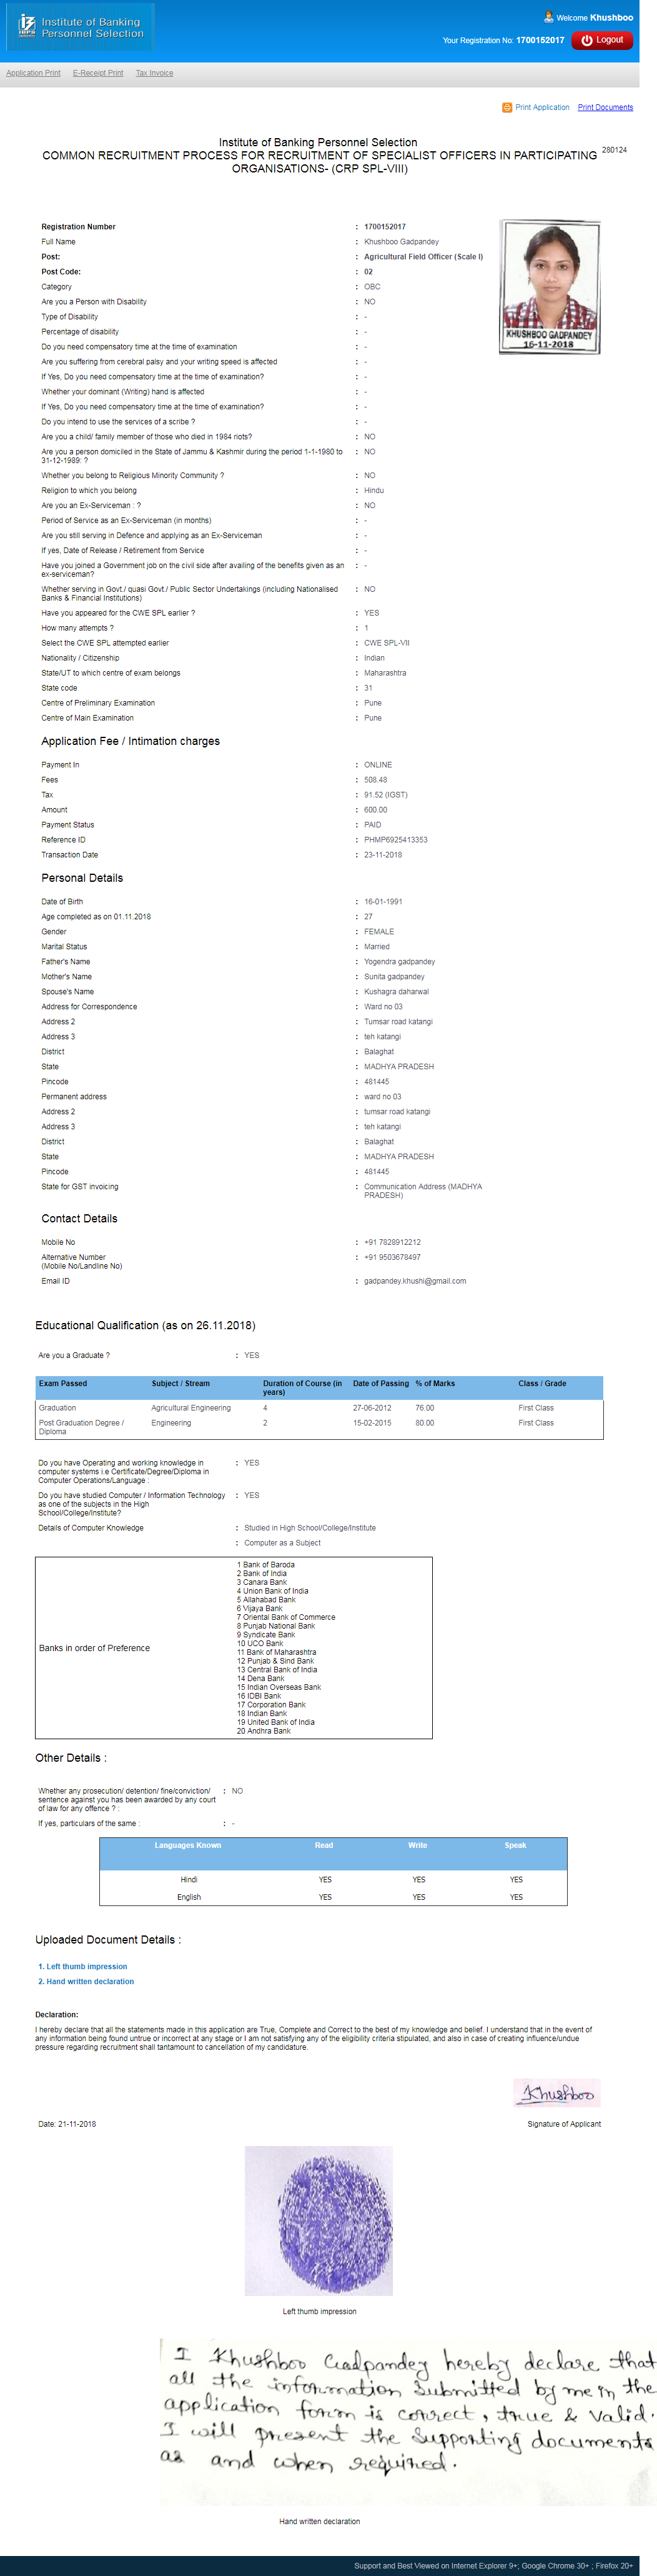 Institute of Banking
Personnel Selection
Welcome Khushboo
Your Registration No: 1700152017 Logout
Application Print E-Receipt Print Tax Invoice
Print Application Print Documents
Institute of Banking Personnel Selection
COMMON RECRUITMENT PROCESS FOR RECRUITMENT OF SPECIALIST OFFICERS IN PARTICIPATING 280124
ORGANISATIONS- (CRP SPL-VIII)
Registration Number : 1700152017
Full Name : Khushboo Gadpandey
Post: : Agricultural Field Officer (Scale I)
Post Code: : 02
Category : OBC
Are you a Person with Disability : NO
Type of Disability : -
Percentage of disability : -
KHUSHBOO GADPANDEY
16-11-2018
Do you need compensatory time at the time of examination : -
Are you suffering from cerebral palsy and your writing speed is affected : -
If Yes, Do you need compensatory time at the time of examination? : -
Whether your dominant (Writing) hand is affected : -
If Yes, Do you need compensatory time at the time of examination? : -
Do you intend to use the services of a scribe ? : -
Are you a child/ family member of those who died in 1984 riots? : NO
Are you a person domiciled in the State of Jammu & Kashmir during the period 1-1-1980 to : NO
31-12-1989: ?
Whether you belong to Religious Minority Community ? : NO
Religion to which you belong : Hindu
Are you an Ex-Serviceman : ? : NO
Period of Service as an Ex-Serviceman (in months) : -
Are you still serving in Defence and applying as an Ex-Serviceman : -
If yes, Date of Release / Retirement from Service : -
Have you joined a Government job on the civil side after availing of the benefits given as an : -
ex-serviceman?
Whether serving in Govt./ quasi Govt./ Public Sector Undertakings (including Nationalised : NO
Banks & Financial Institutions)
Have you appeared for the CWE SPL earlier ? : YES
How many attempts ? : 1
Select the CWE SPL attempted earlier : CWE SPL-VII
Nationality / Citizenship : Indian
State/UT to which centre of exam belongs : Maharashtra
State code : 31
Centre of Preliminary Examination : Pune
Centre of Main Examination : Pune
Application Fee / Intimation charges
Payment In : ONLINE
Fees : 508.48
Tax : 91.52 (IGST)
Amount : 600.00
Payment Status : PAID
Reference ID : PHMP6925413353
Transaction Date : 23-11-2018
Personal Details
Date of Birth : 16-01-1991
Age completed as on 01.11.2018 : 27
Gender : FEMALE
Marital Status : Married
Father's Name : Yogendra gadpandey
Mother's Name : Sunita gadpandey
Spouse's Name : Kushagra daharwal
Address for Correspondence : Ward no 03
Address 2 : Tumsar road katangi
Address 3 : teh katangi
District : Balaghat
State : MADHYA PRADESH
Pincode : 481445
Permanent address : ward no 03
Address 2 : tumsar road katangi
Address 3 : teh katangi
District : Balaghat
State : MADHYA PRADESH
Pincode : 481445
State for GST invoicing : Communication Address (MADHYA
PRADESH)
Contact Details
Mobile No : +91 7828912212
Alternative Number : +91 9503678497
(Mobile No/Landline No)
Email ID : gadpandey.khushi@gmail.com
Educational Qualification (as on 26.11.2018)
Are you a Graduate ? : YES
Exam Passed Subject / Stream Duration of Course (in Date of Passing % of Marks Class / Grade
years)
Graduation Agricultural Engineering 4 27-06-2012 76.00 First Class
Post Graduation Degree / Engineering 2 15-02-2015 80.00 First Class
Diploma
Do you have Operating and working knowledge in : YES
computer systems i.e Certificate/Degree/Diploma in
Computer Operations/Language :
Do you have studied Computer / Information Technology : YES
as one of the subjects in the High
School/College/Institute?
Details of Computer Knowledge : Studied in High School/College/Institute
: Computer as a Subject
Banks in order of Preference
1 Bank of Baroda
2 Bank of India
3 Canara Bank
4 Union Bank of India
5 Allahabad Bank
6 Vijaya Bank
7 Oriental Bank of Commerce
8 Punjab National Bank
9 Syndicate Bank
10 UCO Bank
11 Bank of Maharashtra
12 Punjab & Sind Bank
13 Central Bank of India
14 Dena Bank
15 Indian Overseas Bank
16 IDBI Bank
17 Corporation Bank
18 Indian Bank
19 United Bank of India
20 Andhra Bank
Other Details :
Whether any prosecution/ detention/ fine/conviction/ : NO
sentence against you has been awarded by any court
of law for any offence ? :
If yes, particulars of the same : : -
Languages Known Read Write Speak
Hindi YES YES YES
English YES YES YES
Uploaded Document Details :
1. Left thumb impression
2. Hand written declaration
Declaration:
I hereby declare that all the statements made in this application are True, Complete and Correct to the best of my knowledge and belief. I understand that in the event of
any information being found untrue or incorrect at any stage or I am not satisfying any of the eligibility criteria stipulated, and also in case of creating influence/undue
pressure regarding recruitment shall tantamount to cancellation of my candidature.
Khushboo
Date: 21-11-2018 Signature of Applicant
Left thumb impression
I Khushboo Gadpandey hereby declare that
all the information submitted by me in the
application form is correct, true & valid.
I will present the supporting documents
as and when required.
Hand written declaration
Support and Best Viewed on Internet Explorer 9+; Google Chrome 30+ ; Firefox 20+